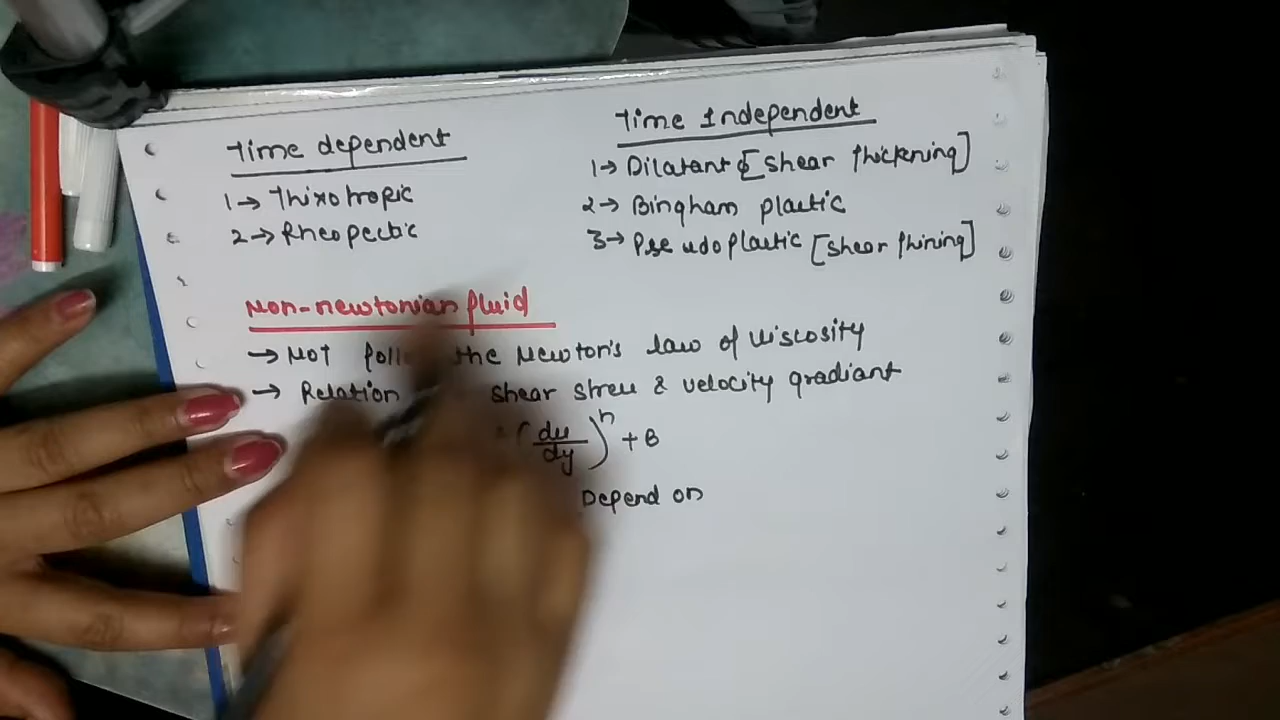 Time dependent
1→ Thixotropic
2→ Rheopectic
Time Independent
1→ Dilatant [shear thickening]
2→ Bingham plastic
3→ Pseudoplastic [shear thining]
Non-newtonian fluid
→ Not the Newton's law of viscosity
→ Relation shear stress & velocity gradiant
(du/dy)^n + B
Depend on